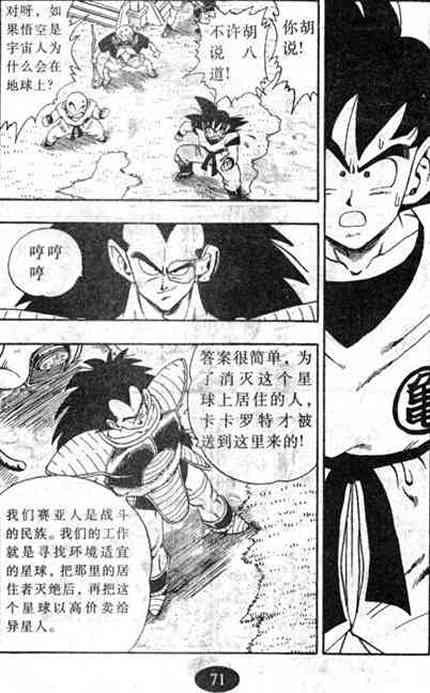 你胡
说!
不许胡
说八
道!
对呀，如
果悟空是
宇宙人为
什么会在
地球上?
哼哼
哼
答案很简单，为
了消灭这个星
球上居住的人，
卡卡罗特才被
送到这里来的!
我们赛亚人是战斗
的民族。我们的工作
就是寻找环境适宜
的星球，把那里的居
住者灭绝后，再把这
个星球以高价卖给
异星人。
亀
71